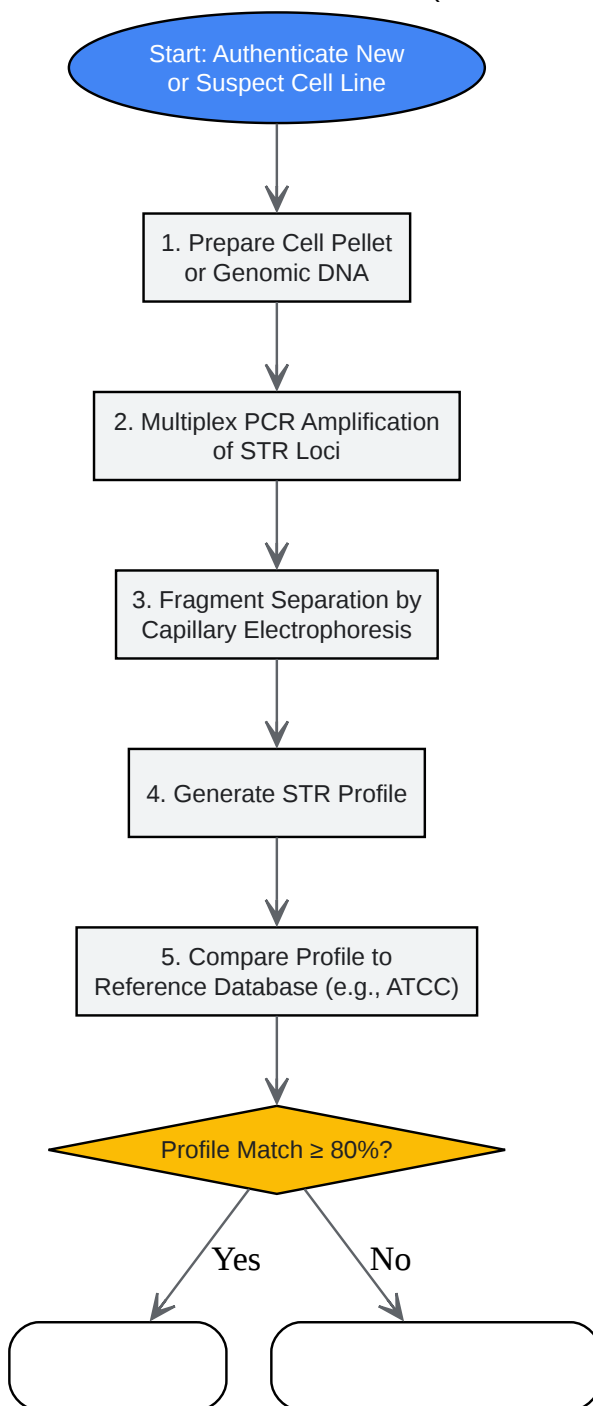 Start: Authenticate New
or Suspect Cell Line
1. Prepare Cell Pellet
or Genomic DNA
2. Multiplex PCR Amplification
of STR Loci
3. Fragment Separation by
Capillary Electrophoresis
4. Generate STR Profile
5. Compare Profile to
Reference Database (e.g., ATCC)
Profile Match ≥ 80%?
Yes
No